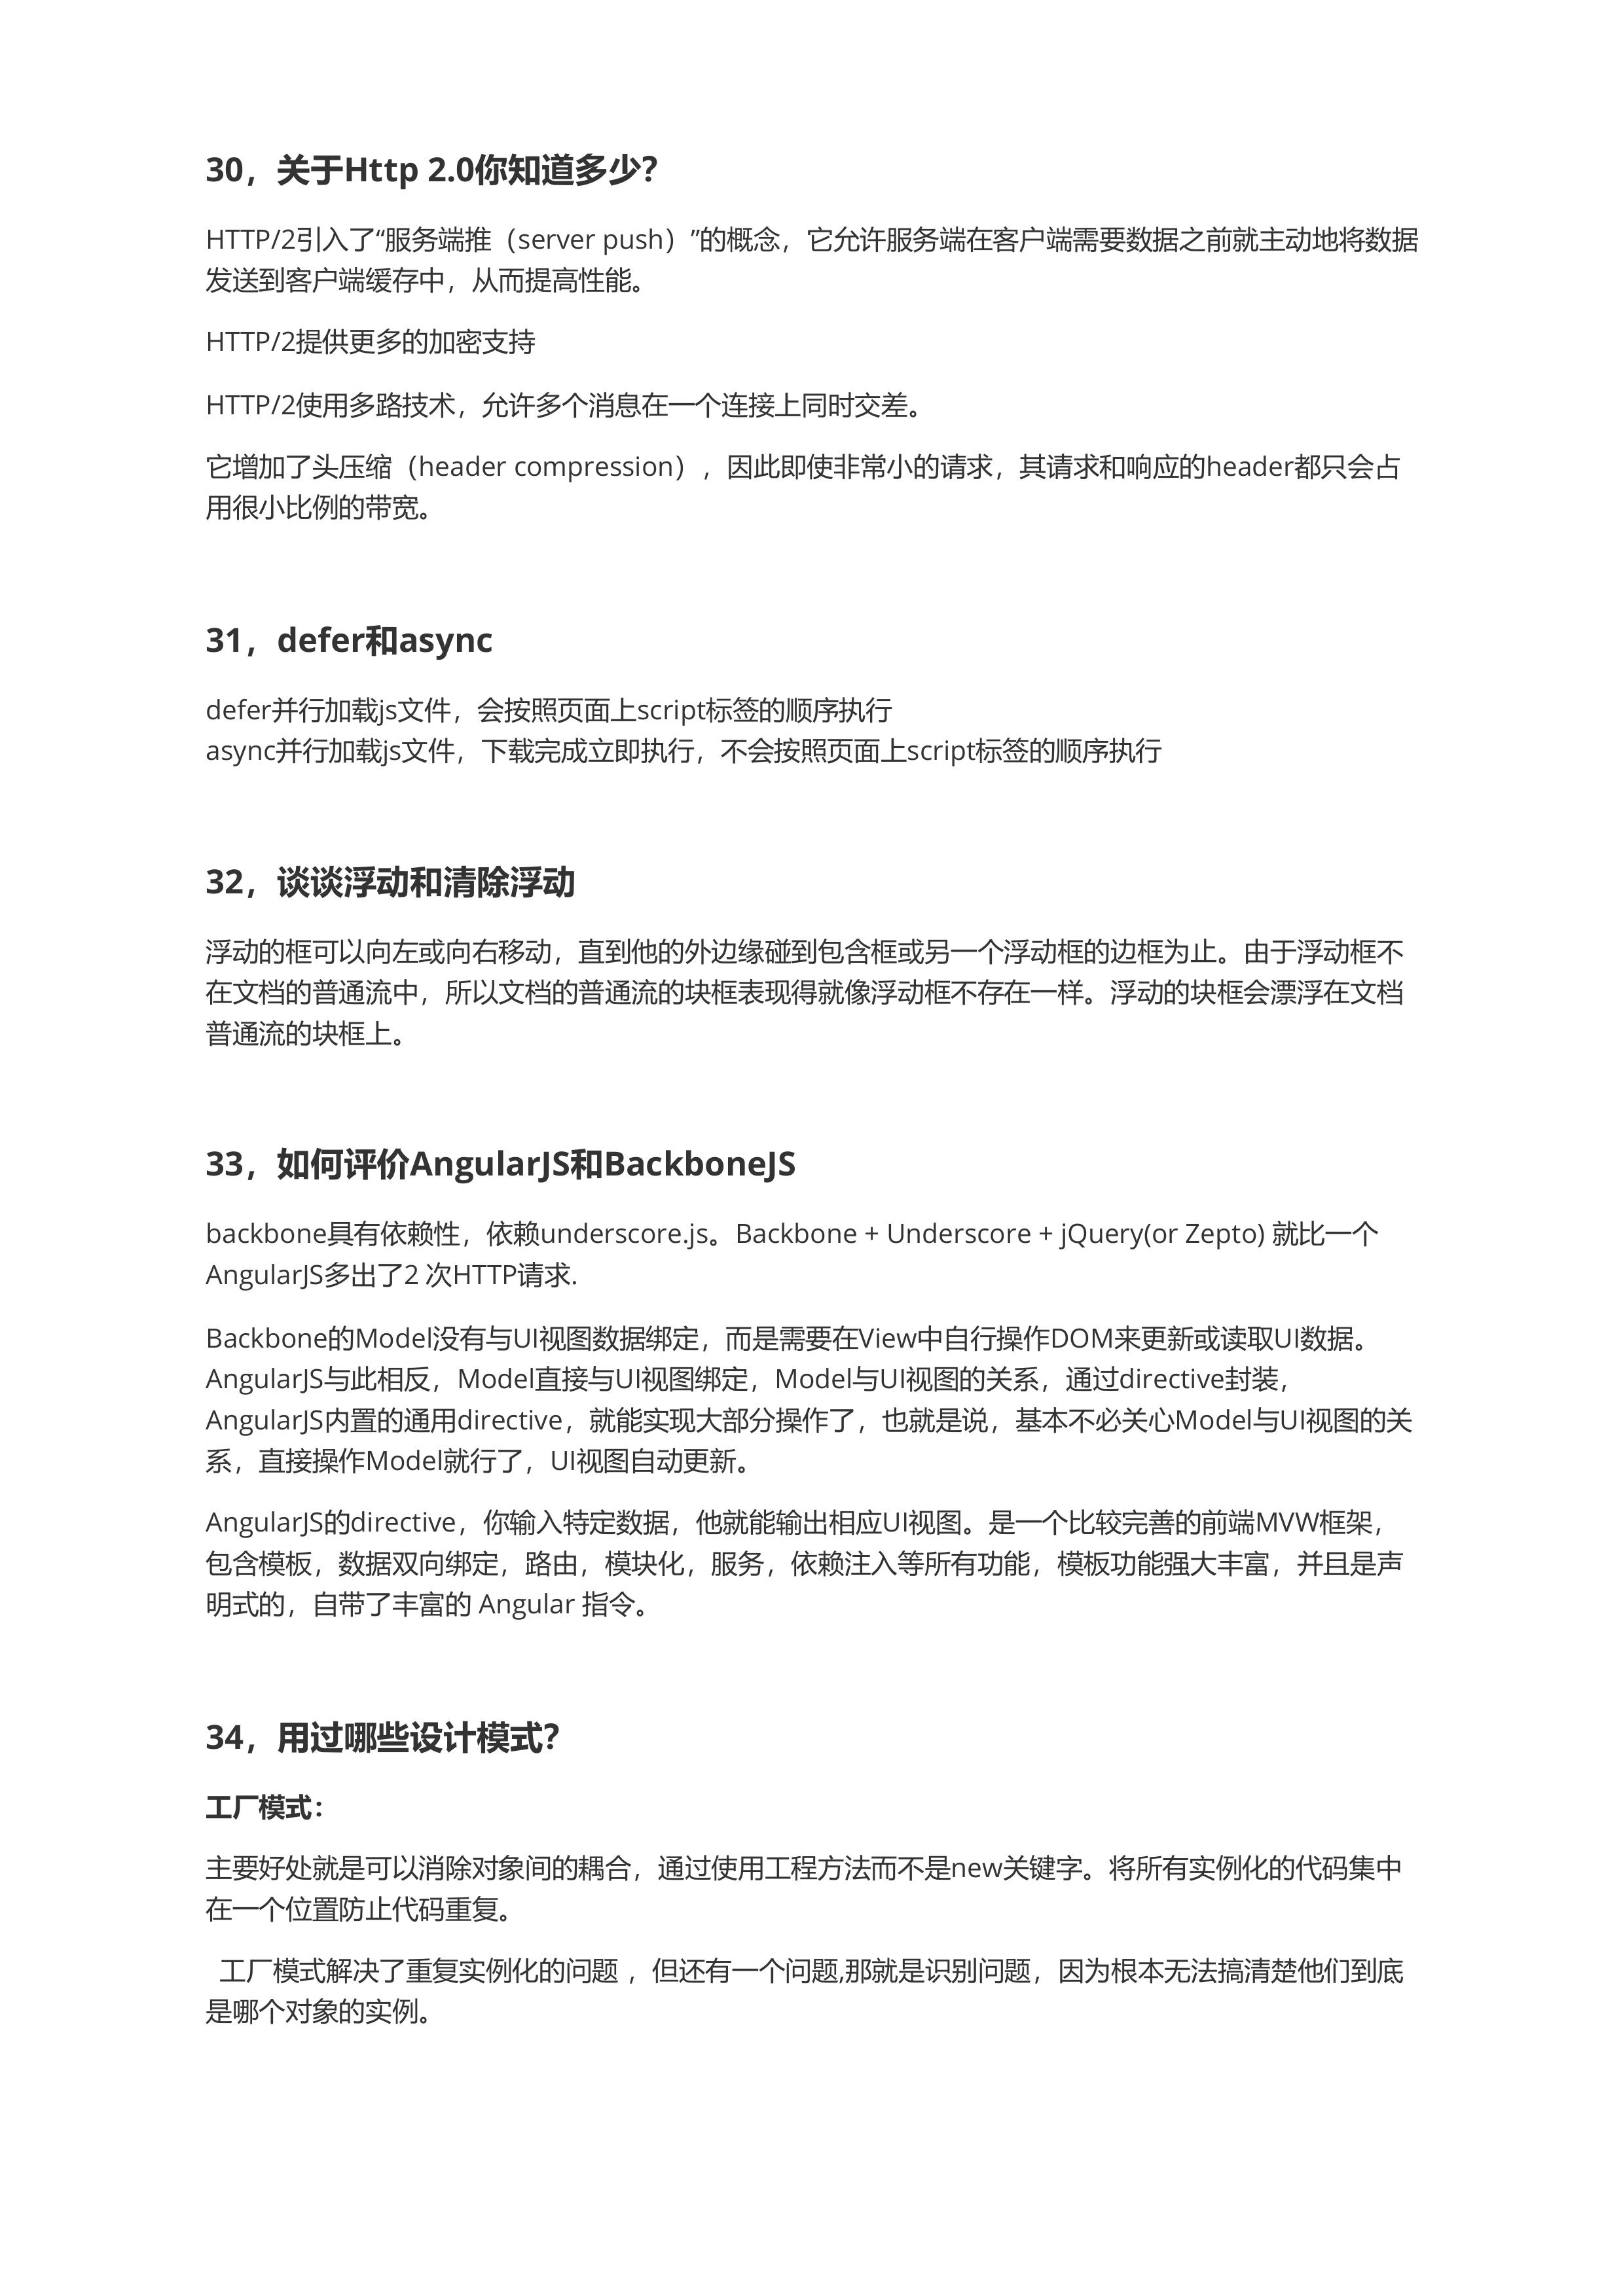 30，关于Http 2.0你知道多少?
HTTP/2引入了“服务端推（server push）”的概念，它允许服务端在客户端需要数据之前就主动地将数据
发送到客户端缓存中，从而提高性能。
HTTP/2提供更多的加密支持
HTTP/2使用多路技术，允许多个消息在一个连接上同时交差。
它增加了头压缩（header compression），因此即使非常小的请求，其请求和响应的header都只会占
用很小比例的带宽。
31，defer和async
defer并行加载js文件，会按照页面上script标签的顺序执行
async并行加载js文件，下载完成立即执行，不会按照页面上script标签的顺序执行
32，谈谈浮动和清除浮动
浮动的框可以向左或向右移动，直到他的外边缘碰到包含框或另一个浮动框的边框为止。由于浮动框不
在文档的普通流中，所以文档的普通流的块框表现得就像浮动框不存在一样。浮动的块框会漂浮在文档
普通流的块框上。
33，如何评价AngularJS和BackboneJS
backbone具有依赖性，依赖underscore.js。Backbone + Underscore + jQuery(or Zepto) 就比一个
AngularJS多出了2 次HTTP请求.
Backbone的Model没有与UI视图数据绑定，而是需要在View中自行操作DOM来更新或读取UI数据。
AngularJS与此相反，Model直接与UI视图绑定，Model与UI视图的关系，通过directive封装，
AngularJS内置的通用directive，就能实现大部分操作了，也就是说，基本不必关心Model与UI视图的关
系，直接操作Model就行了，UI视图自动更新。
AngularJS的directive，你输入特定数据，他就能输出相应UI视图。是一个比较完善的前端MVW框架，
包含模板，数据双向绑定，路由，模块化，服务，依赖注入等所有功能，模板功能强大丰富，并且是声
明式的，自带了丰富的 Angular 指令。
34，用过哪些设计模式?
工厂模式：
主要好处就是可以消除对象间的耦合，通过使用工程方法而不是new关键字。将所有实例化的代码集中
在一个位置防止代码重复。
工厂模式解决了重复实例化的问题 ，但还有一个问题,那就是识别问题，因为根本无法搞清楚他们到底
是哪个对象的实例。